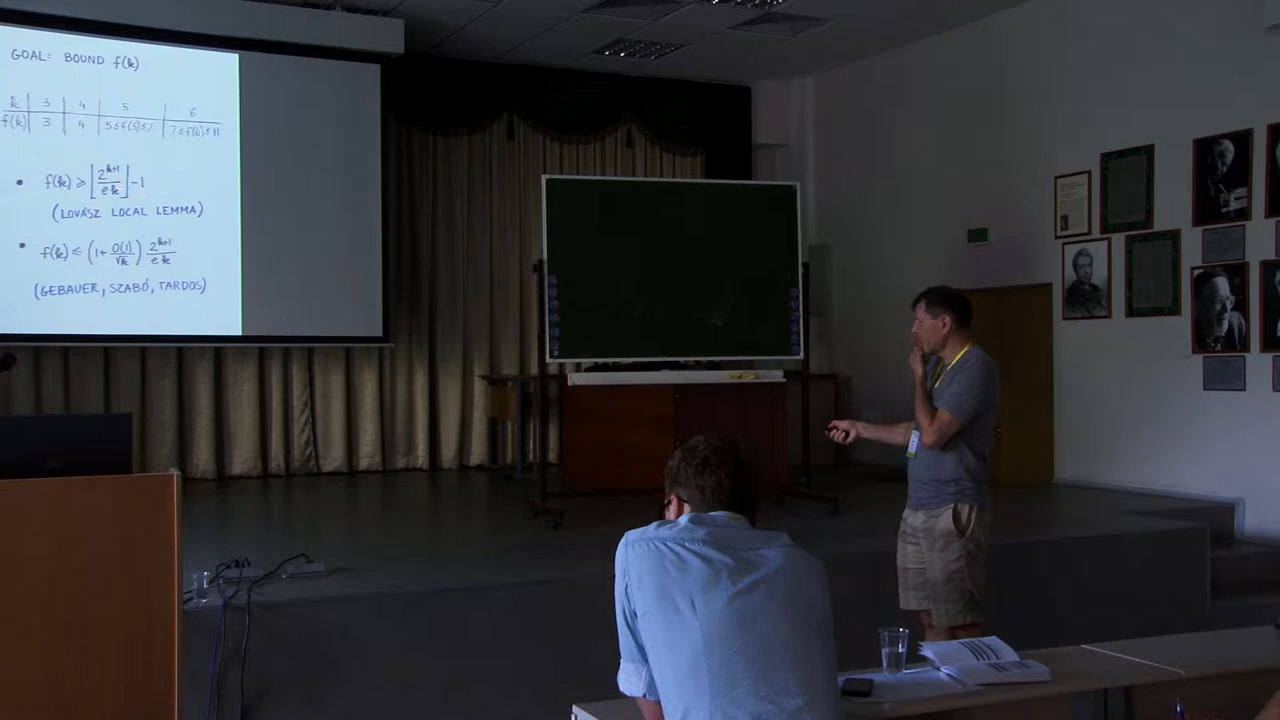 GOAL: BOUND f(k)
k 3 4 5 6
f(k) 3 4 5≤f(5)≤7 7≤f(6)≤11
• f(k) ≥ ⌊2^{k+1}/ek⌋ -1
(LOVÁSZ LOCAL LEMMA)
• f(k) ≤ (1+ O(1)/√k) 2^{k+1}/ek
(GEBAUER, SZABÓ, TARDOS)